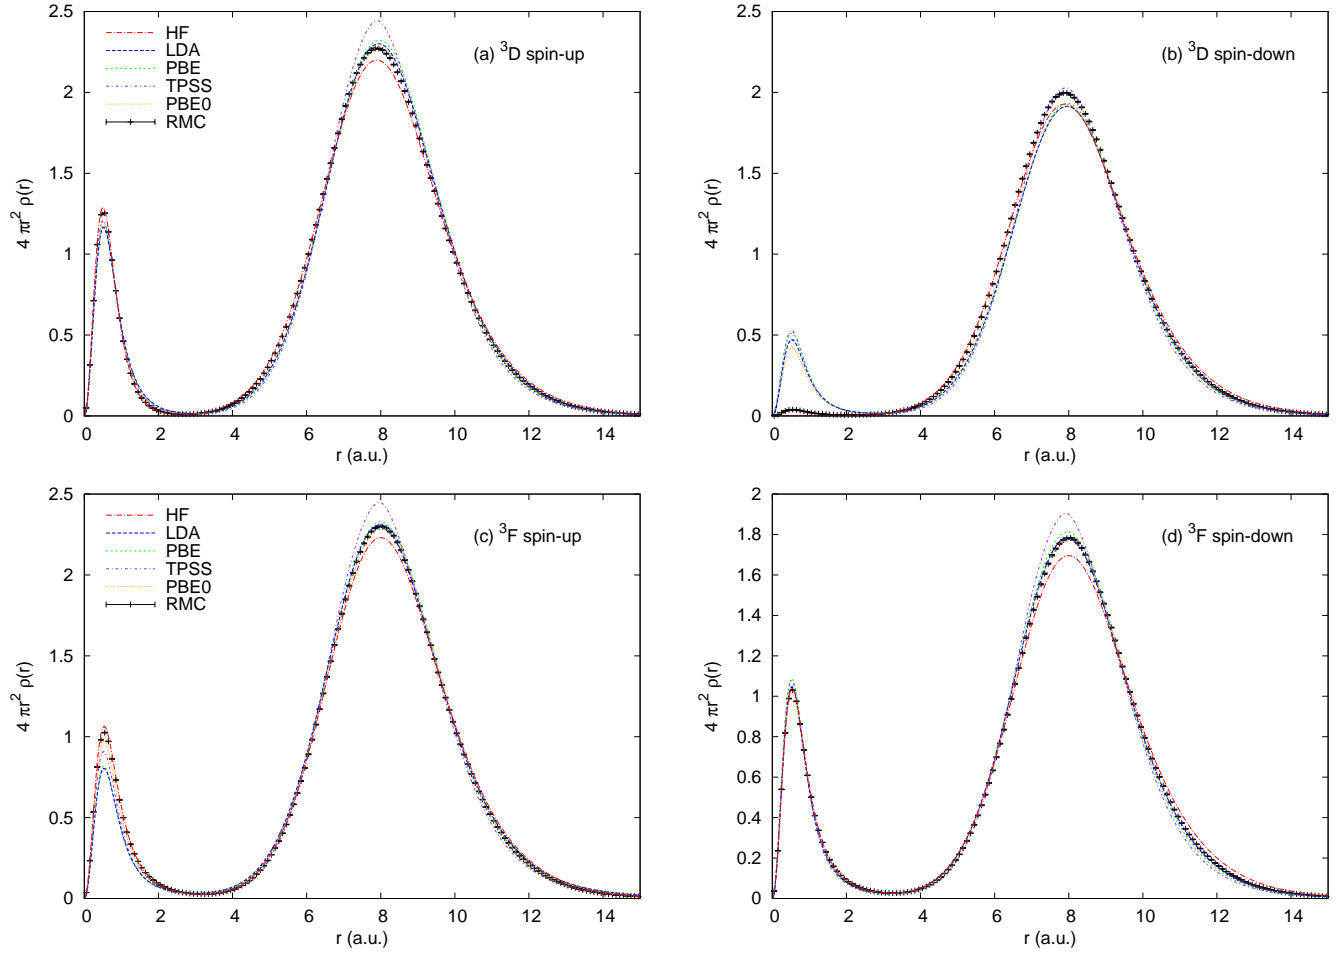 2.5
2
1.5
1
0.5
0
4 πr² ρ(r)
HF
LDA
PBE
TPSS
PBE0
RMC
(a) ³D spin-up
0 2 4 6 8 10 12 14
r (a.u.)
2.5
2
1.5
1
0.5
0
4 πr² ρ(r)
(b) ³D spin-down
0 2 4 6 8 10 12 14
r (a.u.)
2.5
2
1.5
1
0.5
0
4 πr² ρ(r)
HF
LDA
PBE
TPSS
PBE0
RMC
(c) ³F spin-up
0 2 4 6 8 10 12 14
r (a.u.)
2
1.8
1.6
1.4
1.2
1
0.8
0.6
0.4
0.2
0
4 πr² ρ(r)
(d) ³F spin-down
0 2 4 6 8 10 12 14
r (a.u.)